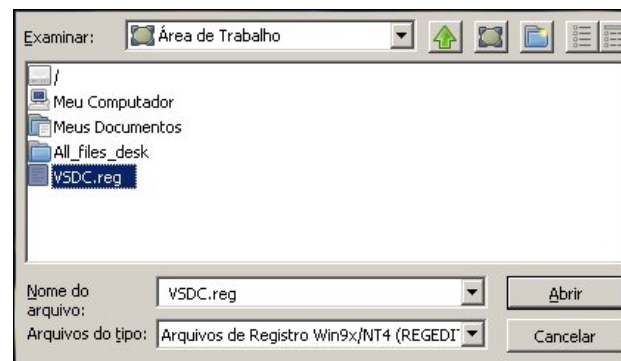 Examinar: Área de Trabalho
/
Meu Computador
Meus Documentos
All_files_desk
VSDC.reg
Nome do
arquivo: VSDC.reg Abrir
Arquivos do tipo: Arquivos de Registro Win9x/NT4 (REGEDIT Cancelar